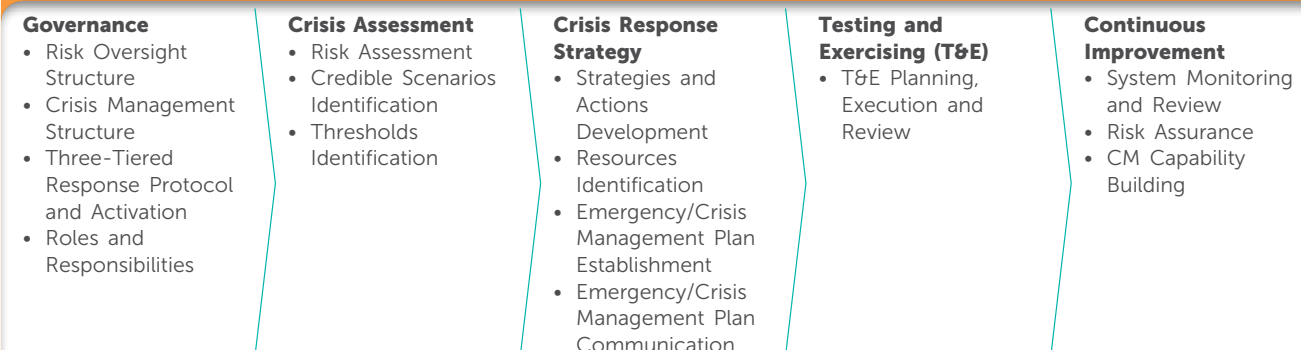 Governance
• Risk Oversight
Structure
• Crisis Management
Structure
• Three-Tiered
Response Protocol
and Activation
• Roles and
Responsibilities
Crisis Assessment
• Risk Assessment
• Credible Scenarios
Identification
• Thresholds
Identification
Crisis Response
Strategy
• Strategies and
Actions
Development
• Resources
Identification
• Emergency/Crisis
Management Plan
Establishment
• Emergency/Crisis
Management Plan
Communication
Testing and
Exercising (T&E)
• T&E Planning,
Execution and
Review
Continuous
Improvement
• System Monitoring
and Review
• Risk Assurance
• CM Capability
Building